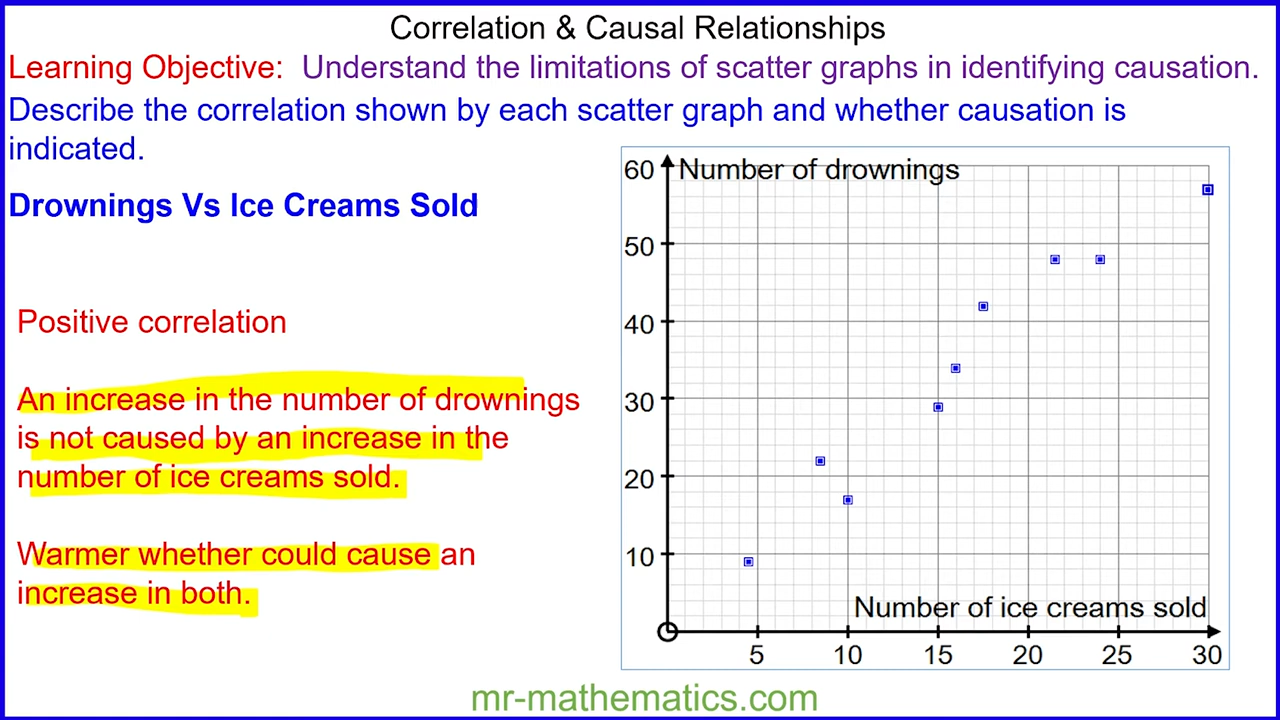 Correlation & Causal Relationships
Learning Objective: Understand the limitations of scatter graphs in identifying causation.
Describe the correlation shown by each scatter graph and whether causation is
indicated.
Drownings Vs Ice Creams Sold
Positive correlation
An increase in the number of drownings
is not caused by an increase in the
number of ice creams sold.
Warmer whether could cause an
increase in both.
60
Number of drownings
50
40
30
20
10
Number of ice creams sold
5 10 15 20 25 30
mr-mathematics.com